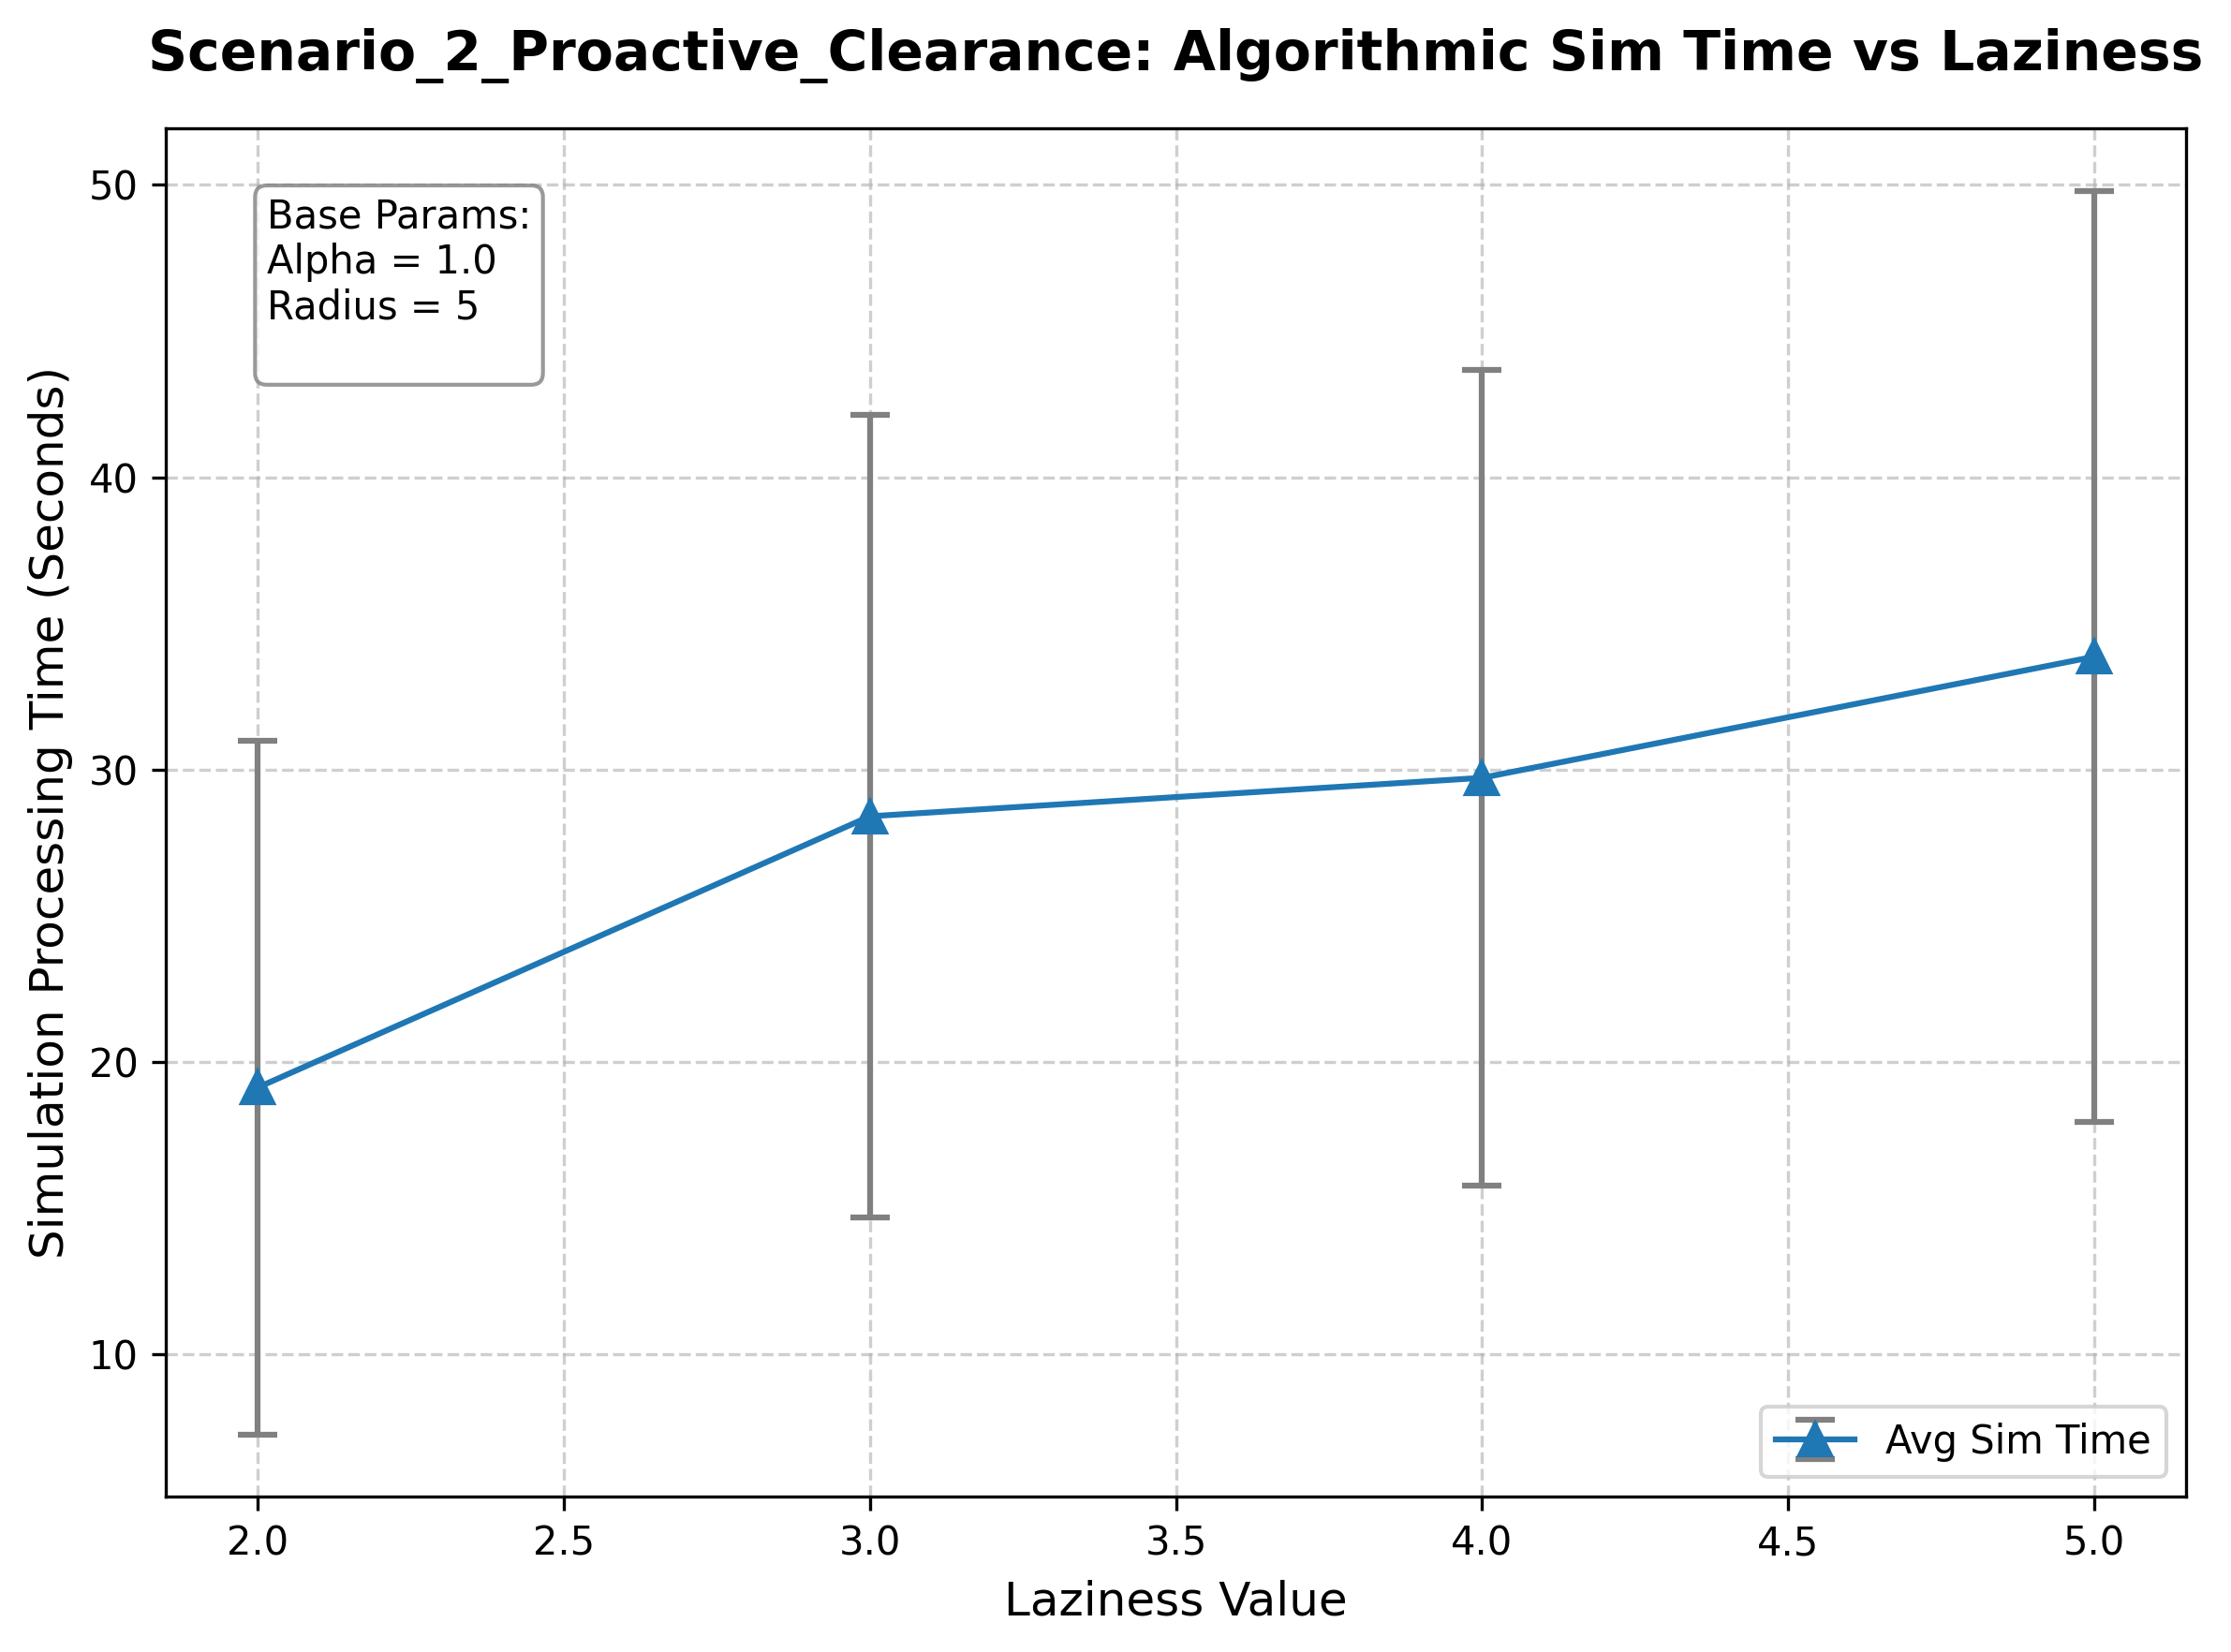 Scenario_2_Proactive_Clearance: Algorithmic Sim Time vs Laziness
Simulation Processing Time (Seconds)
50
40
30
20
10
Base Params:
Alpha = 1.0
Radius = 5
Avg Sim Time
2.0
2.5
3.0
3.5
4.0
4.5
5.0
Laziness Value